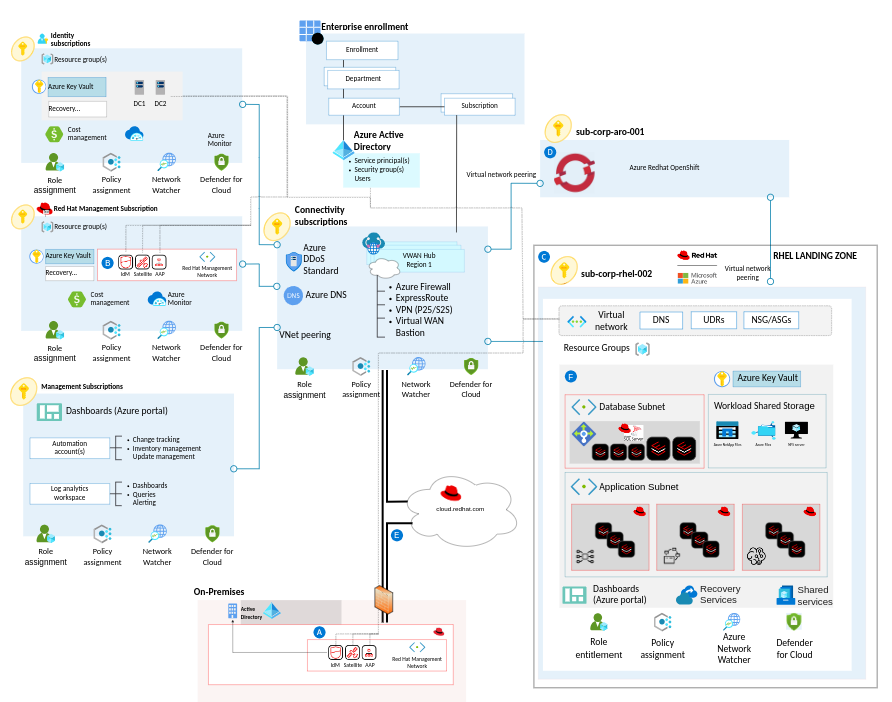 Identity
subscriptions
Resource group(s)
Azure Key Vault
Recovery...
DC1
DC2
Cost
management
Azure
Monitor
Role
assignment
Policy
assignment
Network
Watcher
Defender for
Cloud
Red Hat Management Subscription
Resource group(s)
Azure Key Vault
Recovery...
B
IdM
Satellite
AAP
Red Hat Management
Network
Cost
management
Azure
Monitor
Role
assignment
Policy
assignment
Network
Watcher
Defender for
Cloud
Management Subscriptions
Dashboards (Azure portal)
Automation
account(s)
• Change tracking
• Inventory management
Update management
Log analytics
workspace
• Dashboards
• Queries
Alerting
Role
assignment
Policy
assignment
Network
Watcher
Defender for
Cloud
Enterprise enrollment
Enrollment
Department
Account
Subscription
Azure Active
Directory
• Service principal(s)
• Security group(s)
Users
Connectivity
subscriptions
Azure
DDoS
Standard
DNS
Azure DNS
VNet peering
VWAN Hub
Region 1
• Azure Firewall
• ExpressRoute
• VPN (P2S/S2S)
• Virtual WAN
Bastion
Role
assignment
Policy
assignment
Network
Watcher
Defender for
Cloud
cloud.redhat.com
E
On-Premises
Active
Directory
A
IdM
Satellite
AAP
Red Hat Management
Network
Virtual network peering
sub-corp-aro-001
D
Azure Redhat OpenShift
C
sub-corp-rhel-002
Red Hat
Microsoft
Azure
Virtual network
peering
RHEL LANDING ZONE
Virtual
network
DNS
UDRs
NSG/ASGs
Resource Groups
F
Azure Key Vault
Database Subnet
SQL Server
Workload Shared Storage
Azure NetApp Files
Azure Files
NFS server
Application Subnet
Dashboards
(Azure portal)
Recovery
Services
Shared
services
Role
entitlement
Policy
assignment
Azure
Network
Watcher
Defender
for Cloud